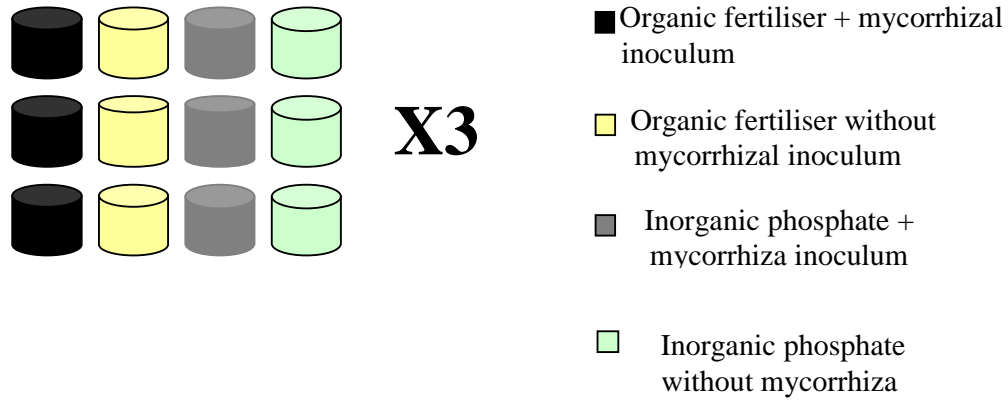 X3
Organic fertiliser + mycorrhizal
inoculum
Organic fertiliser without
mycorrhizal inoculum
Inorganic phosphate +
mycorrhiza inoculum
Inorganic phosphate
without mycorrhiza